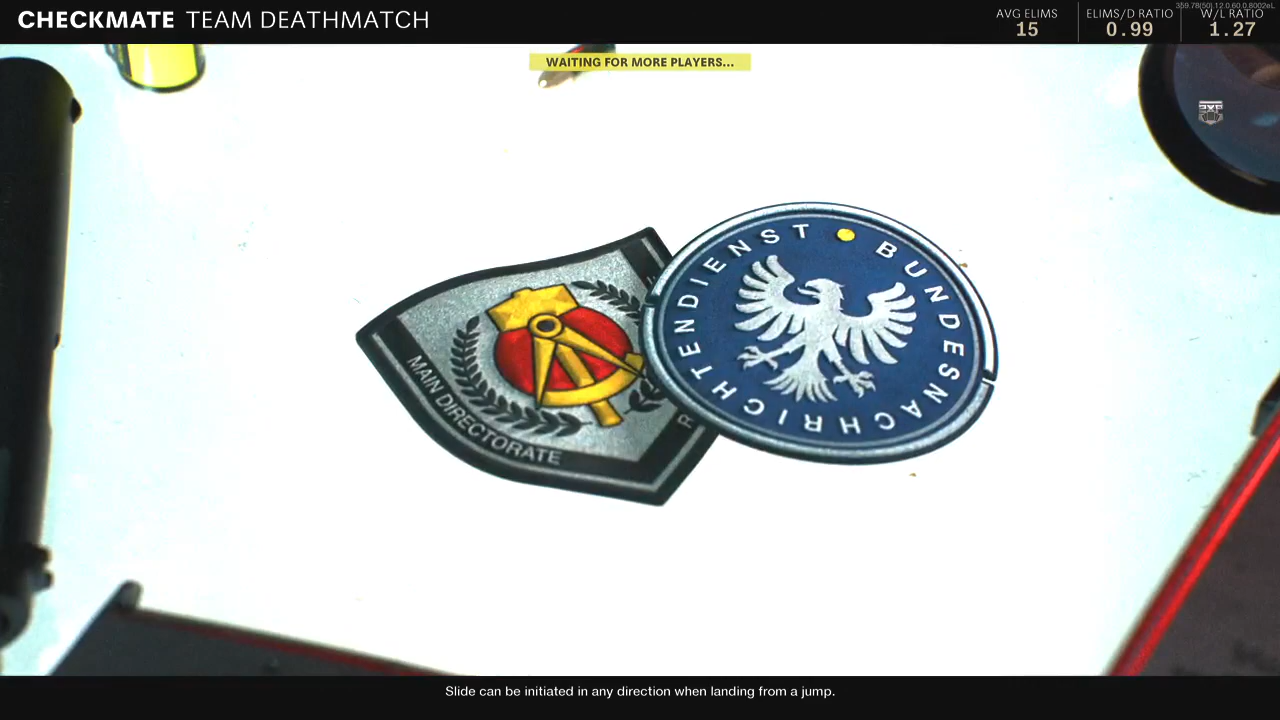 CHECKMATE TEAM DEATHMATCH
AVG ELIMS
15
ELIMS/D RATIO
0.99
W/L RATIO
1.27
WAITING FOR MORE PLAYERS...
BUNDESNACHRICHTENDIENST
MAIN DIRECTORATE
R
Slide can be initiated in any direction when landing from a jump.